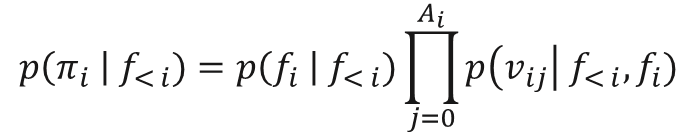 p(π_i | f_{<i}) = p(f_i | f_{<i}) ∏_{j=0}^{A_i} p(v_{ij} | f_{<i}, f_i)